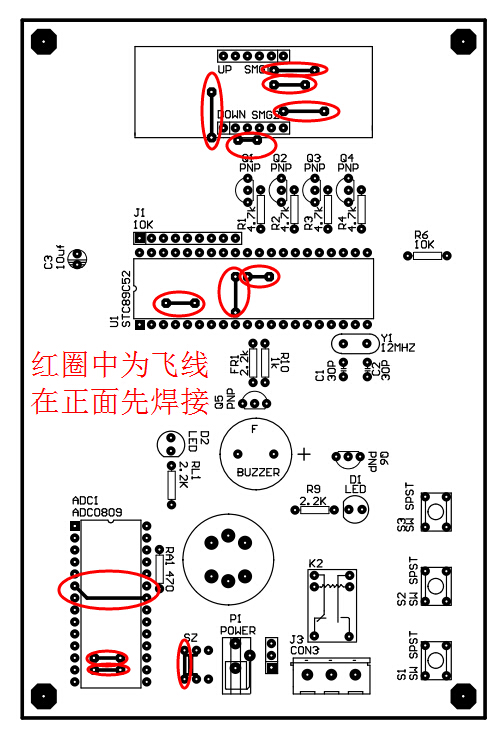 UP SMG1
DOWN SMG2
Q1 Q2 Q3 Q4
PNP PNP PNP PNP
R1 4.7k
R2 4.7k
R3 4.7k
R4 4.7k
J1
10K
R6
10K
C3 10uf
U1 STC89C52
Y1
12MHZ
FR1 2.2k
R10 1k
C1 30P
C2 30P
红圈中为飞线
在正面先焊接
Q5 PNP
D2
LED
F
BUZZER
Q6
PNP
RL1
2.2K
R9
2.2K
D1
LED
S3
SW SPST
ADC1
ADC0809
RA1 470
K2
S2
SW SPST
P1
POWER
SZ
J3
CON3
S1
SW SPST